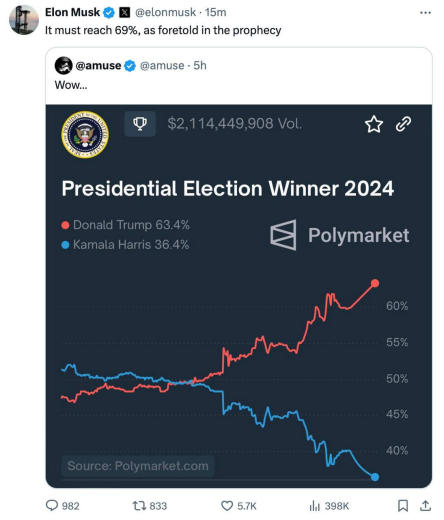 Elon Musk @elonmusk · 15m
It must reach 69%, as foretold in the prophecy
@amuse @amuse · 5h
Wow...
$2,114,449,908 Vol.
Presidential Election Winner 2024
Donald Trump 63.4%
Kamala Harris 36.4%
Polymarket
60%
55%
50%
45%
40%
Source: Polymarket.com
982 833 5.7K 398K